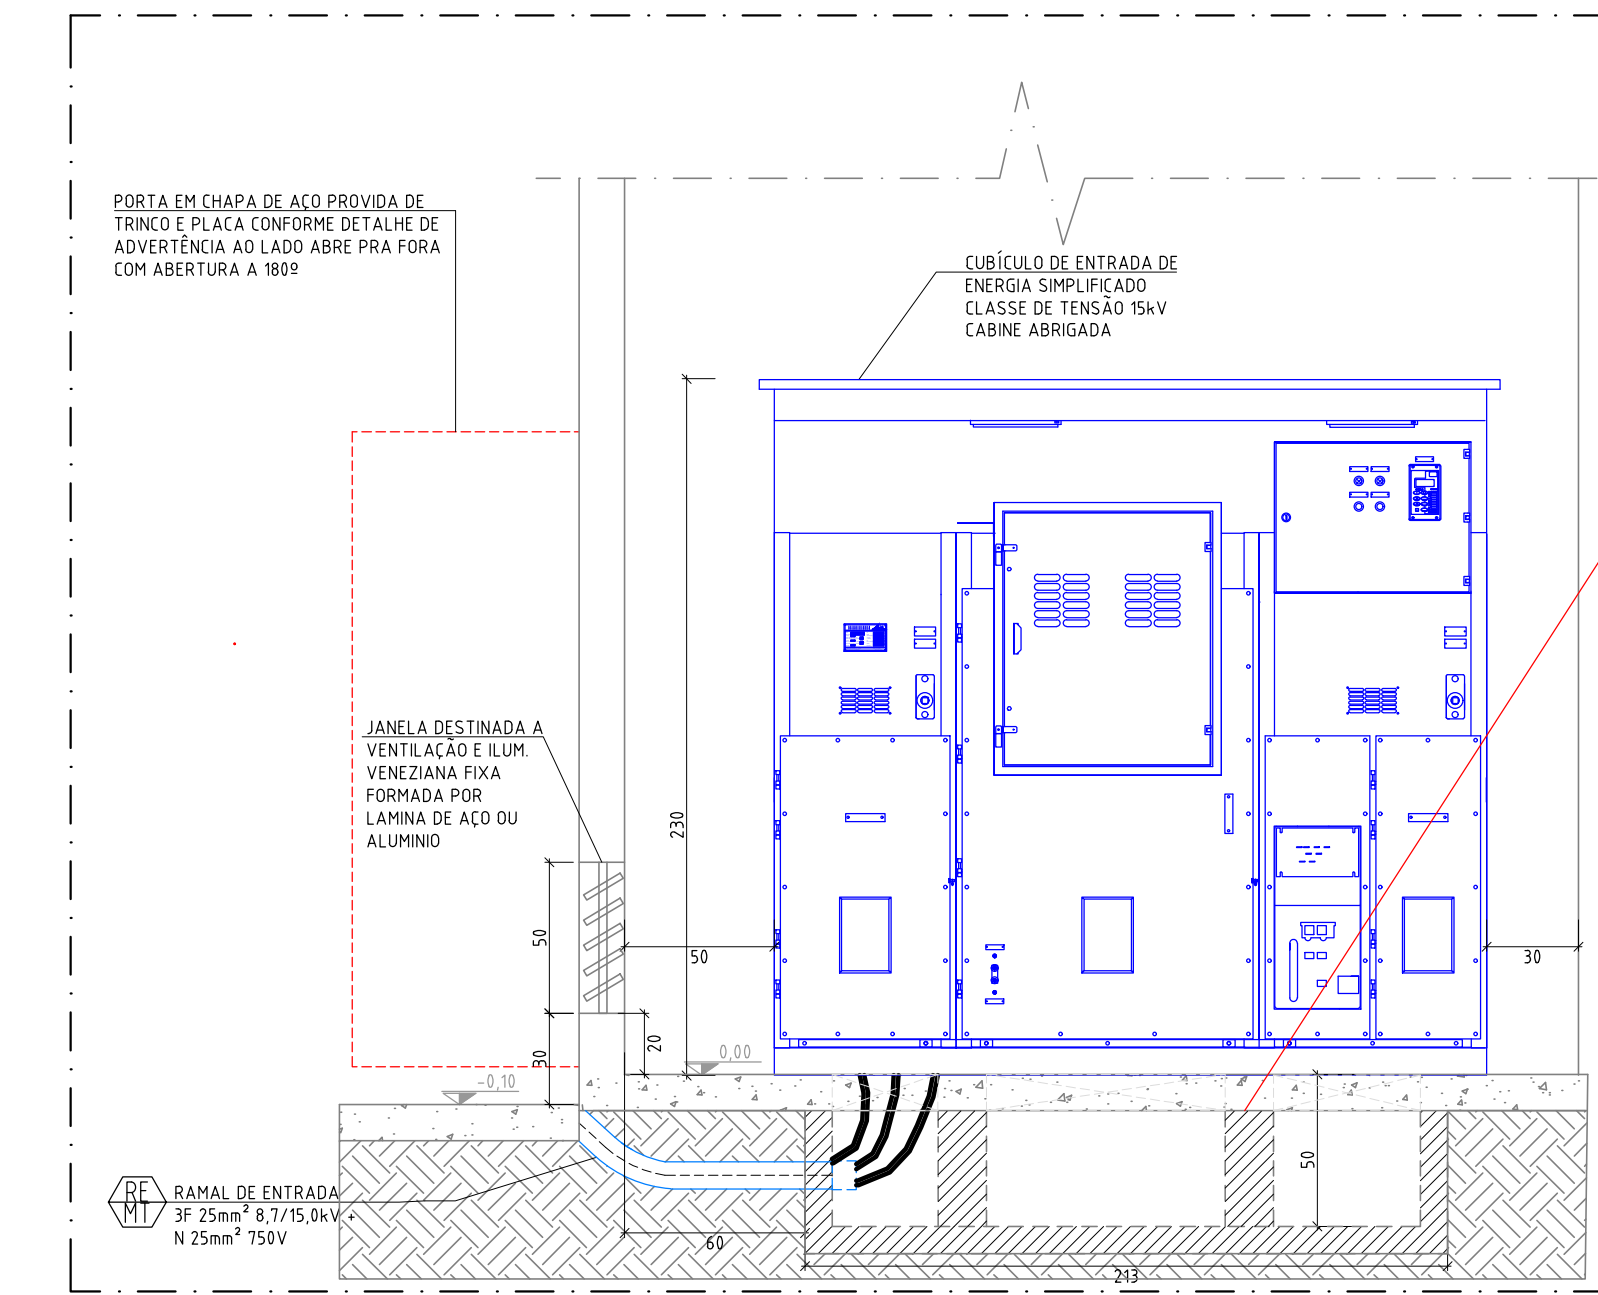 PORTA EM CHAPA DE AÇO PROVIDA DE
TRINCO E PLACA CONFORME DETALHE DE
ADVERTÊNCIA AO LADO ABRE PRA FORA
COM ABERTURA A 180º
CUBÍCULO DE ENTRADA DE
ENERGIA SIMPLIFICADO
CLASSE DE TENSÃO 15kV
CABINE ABRIGADA
JANELA DESTINADA A
VENTILAÇÃO E ILUM.
VENEZIANA FIXA
FORMADA POR
LAMINA DE AÇO OU
ALUMINIO
230
50
50
30
30
20
0,00
-0,10
50
RE
MT
RAMAL DE ENTRADA
3F 25mm² 8,7/15,0kV +
N 25mm² 750V
60
213